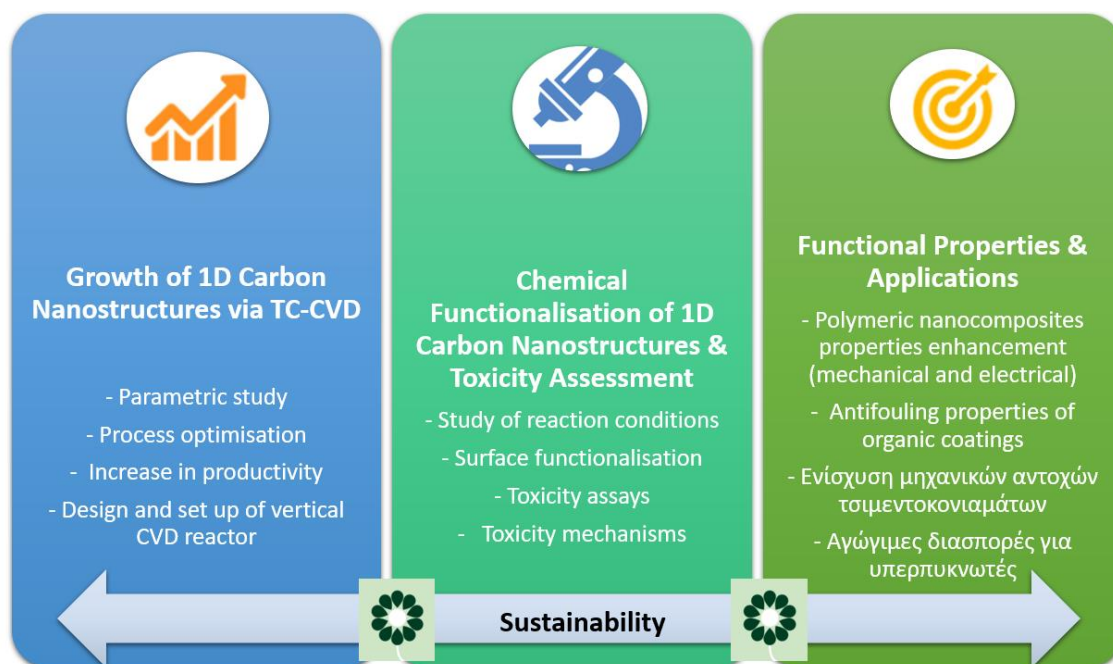 Growth of 1D Carbon
Nanostructures via TC-CVD
- Parametric study
- Process optimisation
- Increase in productivity
- Design and set up of vertical
CVD reactor
Chemical
Functionalisation of 1D
Carbon Nanostructures &
Toxicity Assessment
- Study of reaction conditions
- Surface functionalisation
- Toxicity assays
- Toxicity mechanisms
Functional Properties &
Applications
- Polymeric nanocomposites
properties enhancement
(mechanical and electrical)
- Antifouling properties of
organic coatings
- Ενίσχυση μηχανικών αντοχών
τσιμεντοκονιαμάτων
- Αγώγιμες διασπορές για
υπερπυκνωτές
Sustainability